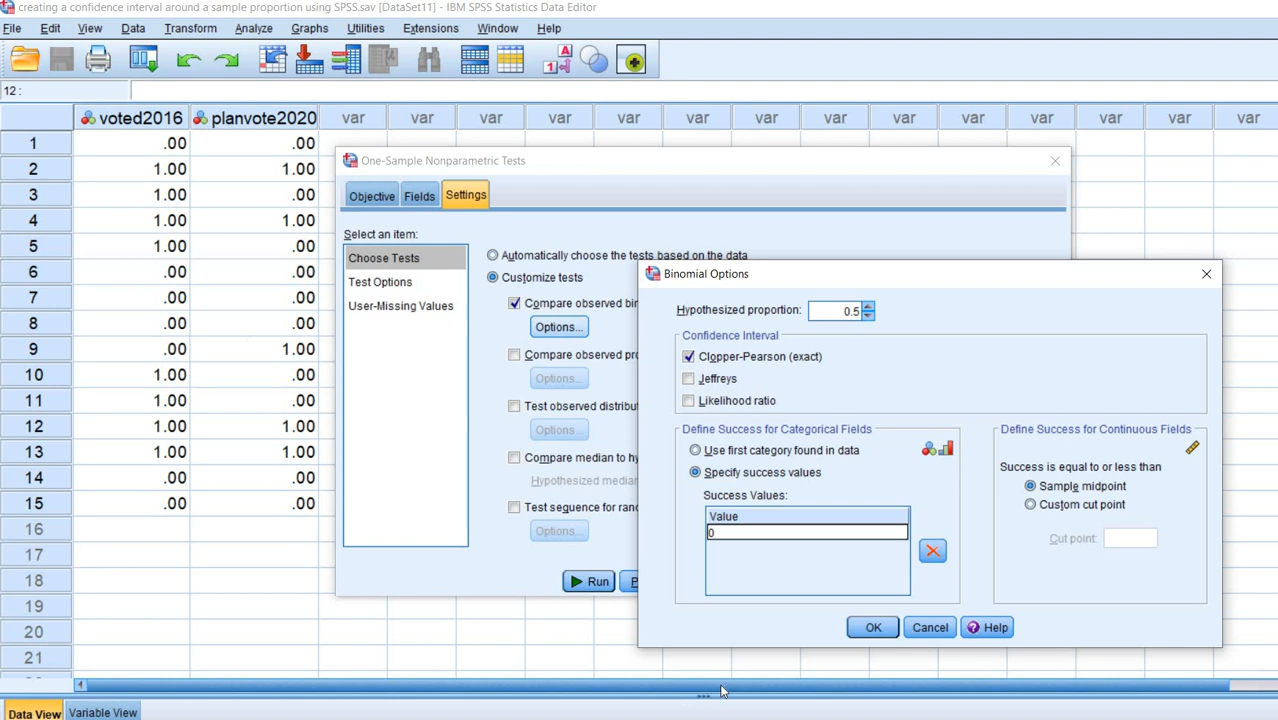 creating a confidence interval around a sample proportion using SPSS.sav [DataSet11] - IBM SPSS Statistics Data Editor
File Edit View Data Transform Analyze Graphs Utilities Extensions Window Help
A
1
12 :
voted2016 planvote2020 var var var var var var var var var var var var var var
1 .00 .00
2 1.00 1.00
3 1.00 .00
4 1.00 1.00
5 1.00 .00
6 .00 .00
7 .00 .00
8 .00 .00
9 .00 1.00
10 1.00 .00
11 1.00 .00
12 1.00 1.00
13 1.00 1.00
14 .00 .00
15 .00 .00
16
17
18
19
20
21
One-Sample Nonparametric Tests
Objective Fields Settings
Select an item:
Choose Tests
Test Options
User-Missing Values
Automatically choose the tests based on the data
Customize tests
Compare observed bin
Options...
Compare observed pro
Options...
Test observed distribut
Options...
Compare median to hy
Hypothesized median
Test sequence for rand
Options...
Run P
Binomial Options
Hypothesized proportion: 0.5
Confidence Interval
Clopper-Pearson (exact)
Jeffreys
Likelihood ratio
Define Success for Categorical Fields
Use first category found in data
Specify success values
Success Values:
Value
0
Define Success for Continuous Fields
Success is equal to or less than
Sample midpoint
Custom cut point
Cut point:
OK Cancel Help
Data View Variable View